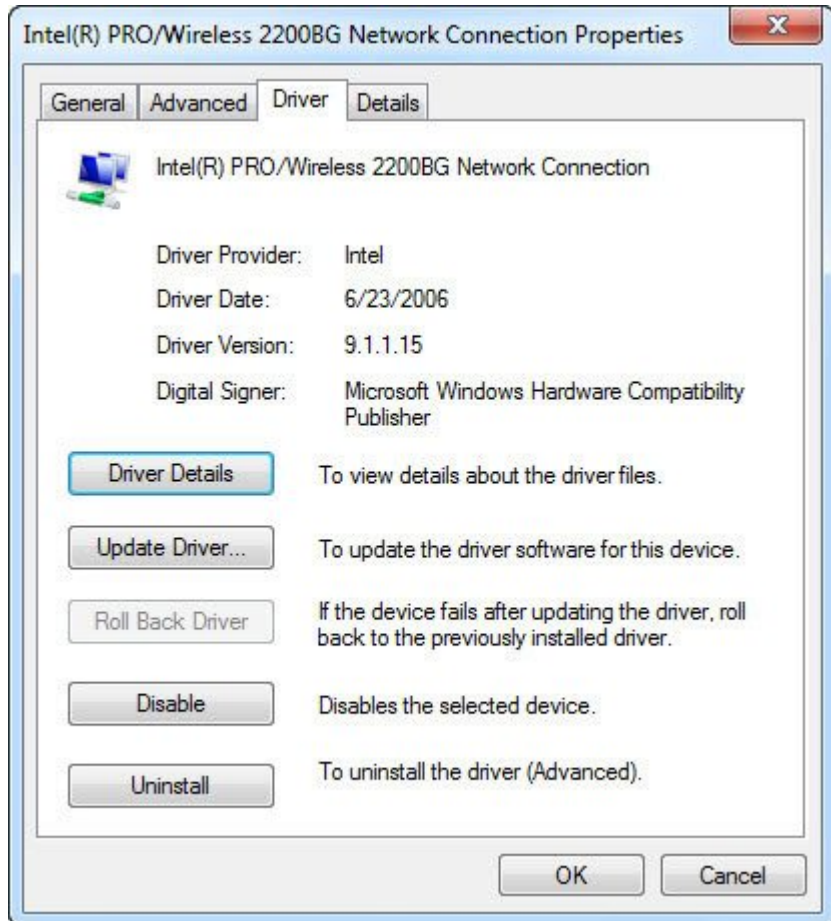 Intel(R) PRO/Wireless 2200BG Network Connection Properties
General Advanced Driver Details
Intel(R) PRO/Wireless 2200BG Network Connection
Driver Provider: Intel
Driver Date: 6/23/2006
Driver Version: 9.1.1.15
Digital Signer: Microsoft Windows Hardware Compatibility
Publisher
Driver Details To view details about the driver files.
Update Driver... To update the driver software for this device.
Roll Back Driver If the device fails after updating the driver, roll
back to the previously installed driver.
Disable Disables the selected device.
Uninstall To uninstall the driver (Advanced).
OK Cancel